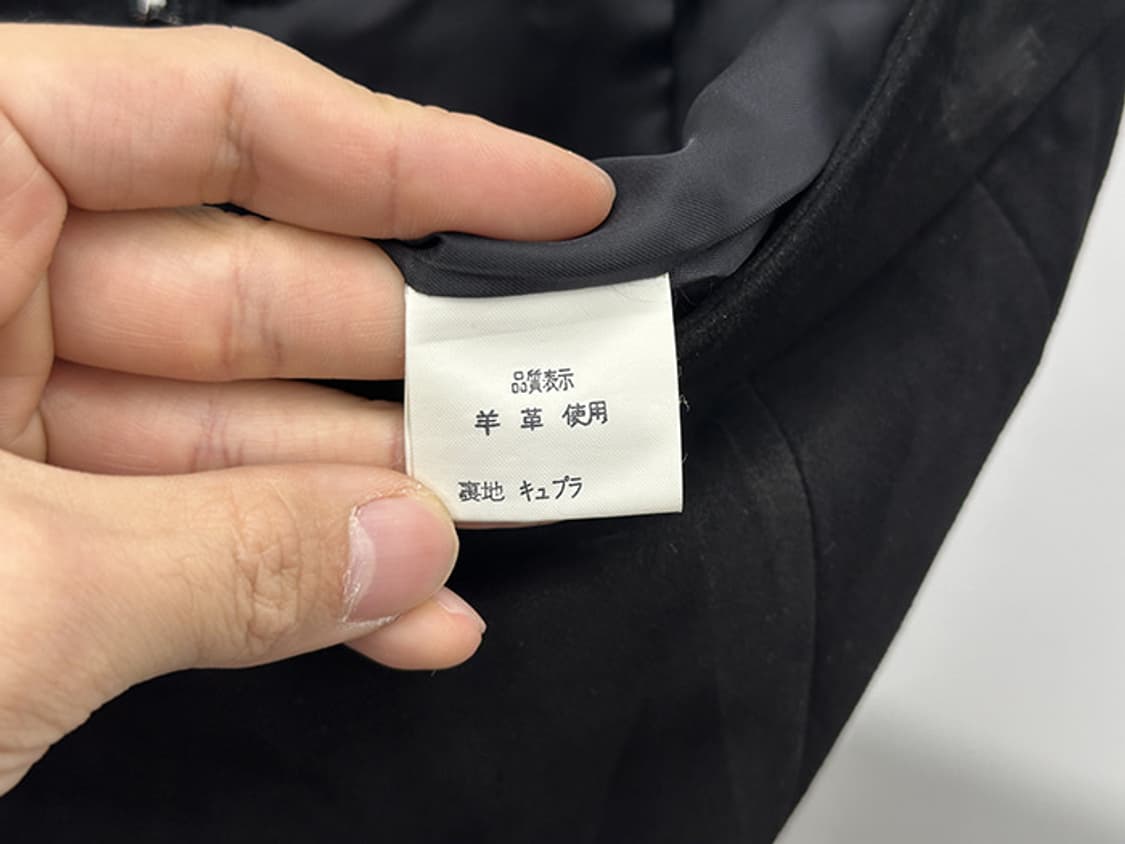 品質表示
羊 革 使用
裏地 キュプラ